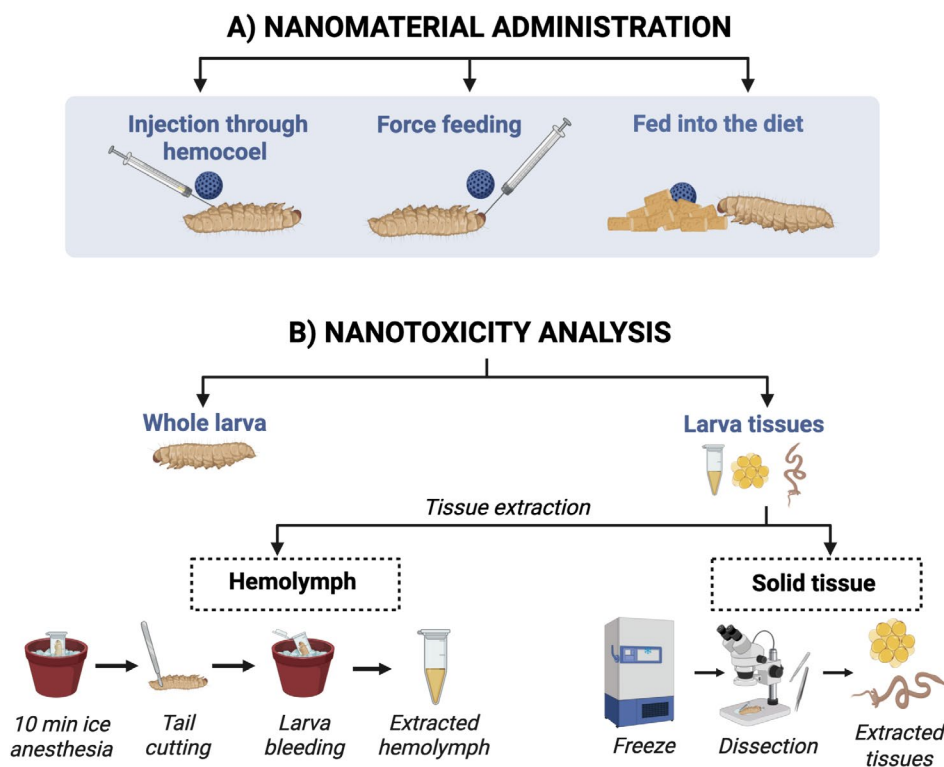 A) NANOMATERIAL ADMINISTRATION
Injection through
hemocoel
Force feeding
Fed into the diet
B) NANOTOXICITY ANALYSIS
Whole larva
Larva tissues
Tissue extraction
Hemolymph
Solid tissue
10 min ice
anesthesia
Tail
cutting
Larva
bleeding
Extracted
hemolymph
Freeze
Dissection
Extracted
tissues